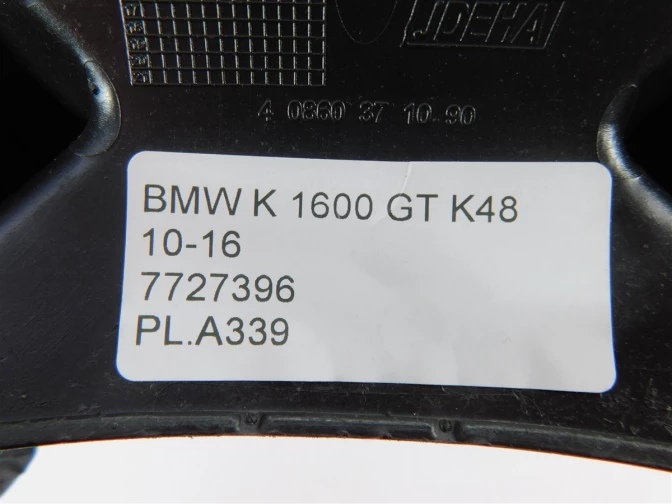 JDEHA
4 0860 37 10-90
BMW K 1600 GT K48
10-16
7727396
PL.A339